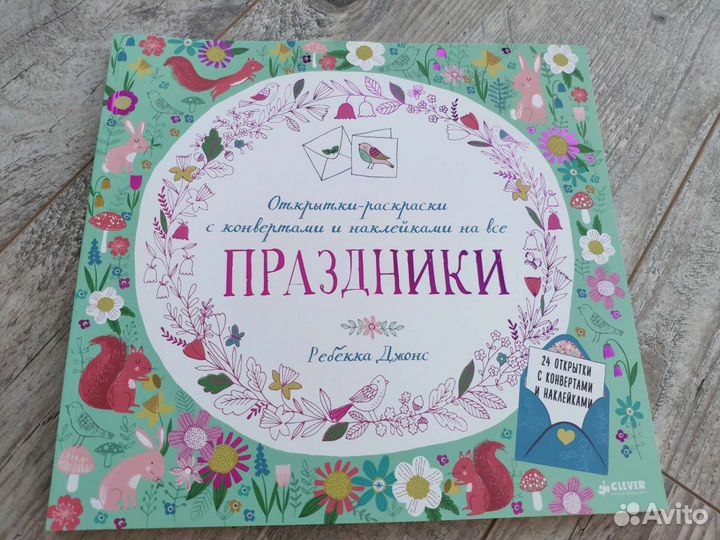 Открытки-раскраски
с конвертами и наклейками на все
ПРАЗДНИКИ
Ребекка Джонс
24 ОТКРЫТКИ
С КОНВЕРТАМИ
И НАКЛЕЙКАМИ
CLEVER
Avito